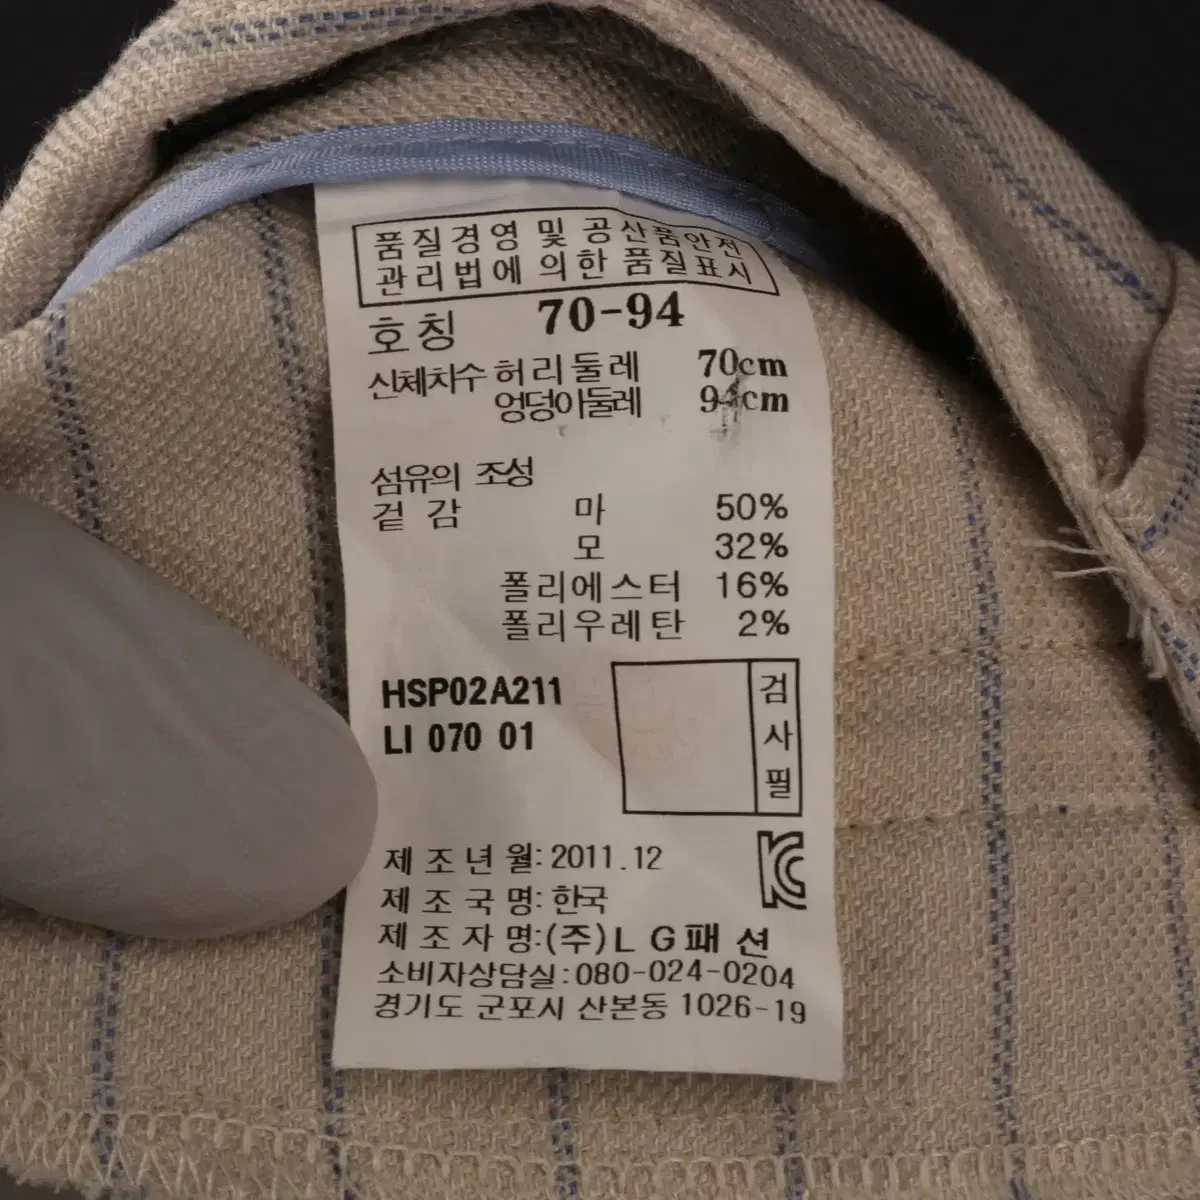 품질경영 및 공산품안전
관리법에 의한 품질표시
호칭 70-94
신체치수 허리둘레 70cm
엉덩이둘레 94cm
섬유의 조성
겉감 마 50%
모 32%
폴리에스터 16%
폴리우레탄 2%
HSP02A211
LI 070 01
검사필
제조년월: 2011.12
제조국명: 한국
제조자명:(주)LG패션
소비자상담실:080-024-0204
경기도 군포시 산본동 1026-19